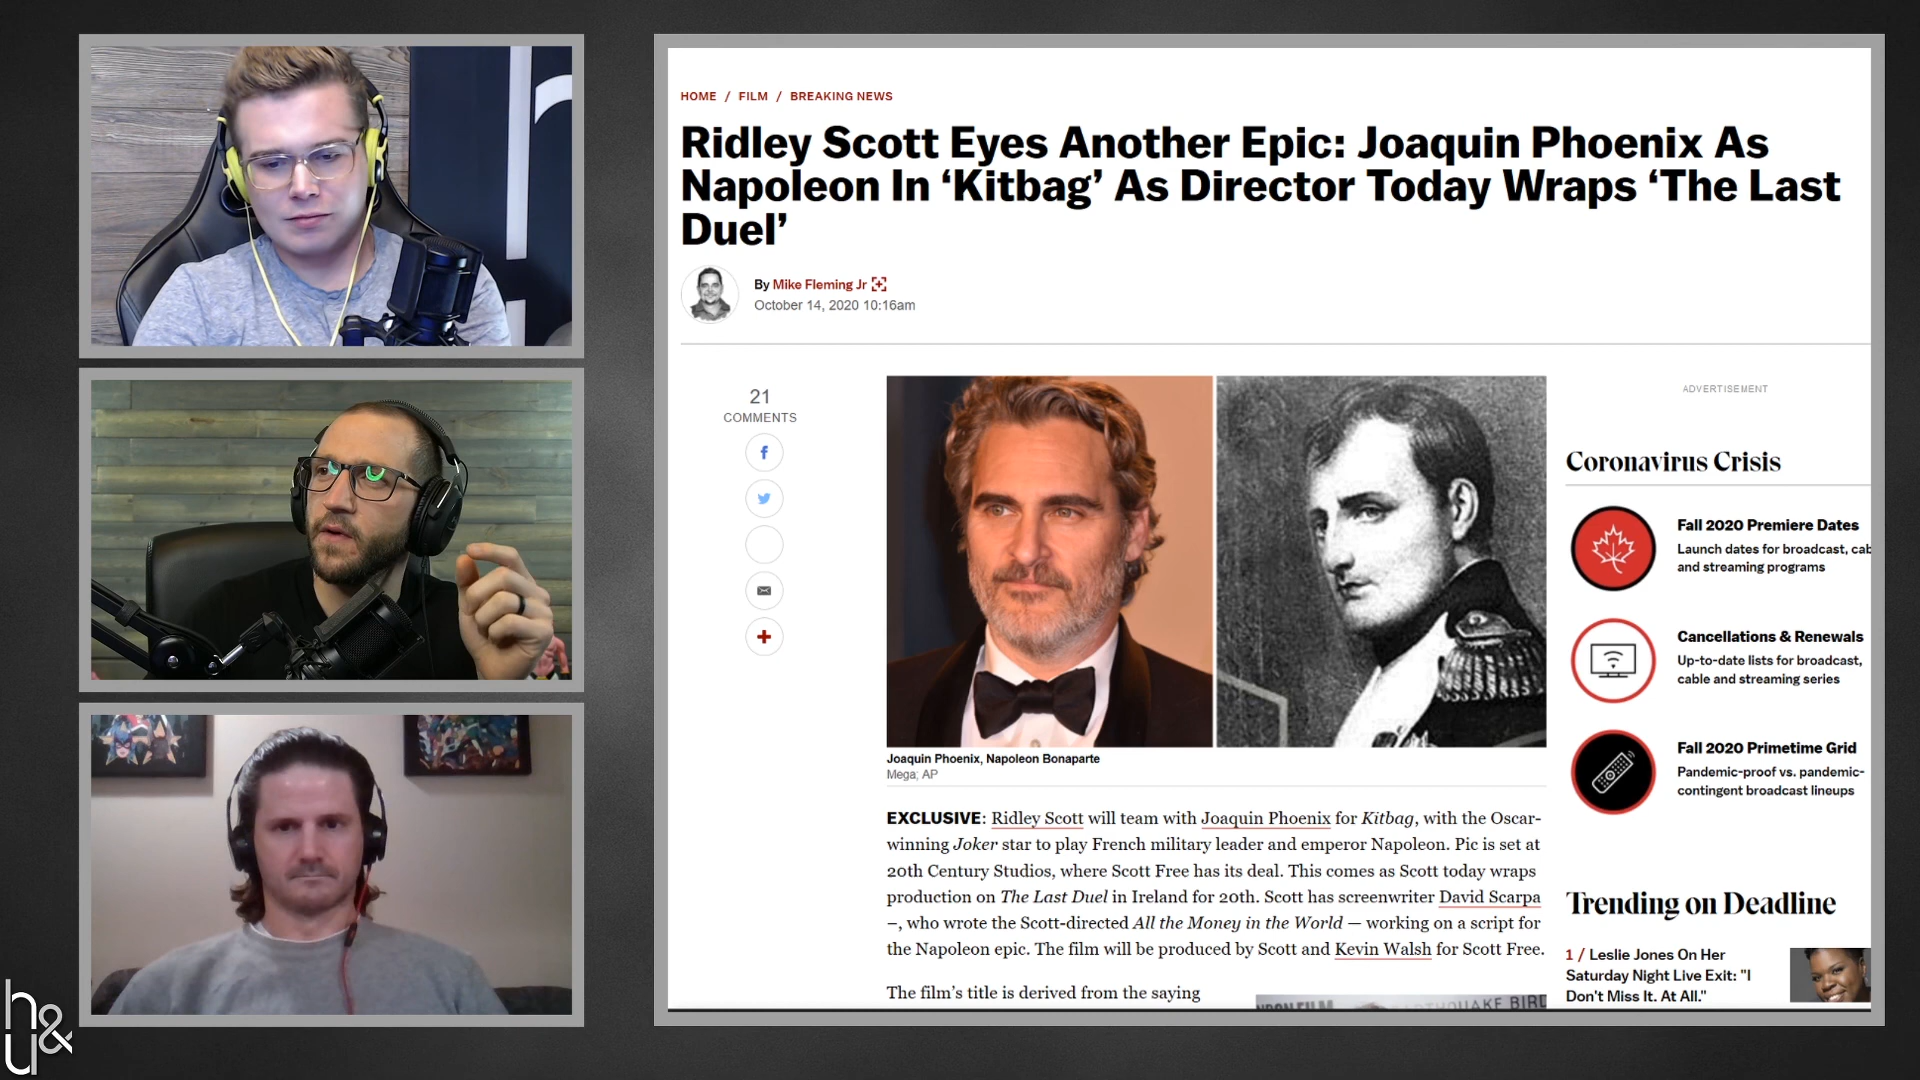 HOME / FILM / BREAKING NEWS
Ridley Scott Eyes Another Epic: Joaquin Phoenix As
Napoleon In ‘Kitbag’ As Director Today Wraps ‘The Last
Duel’
By Mike Fleming Jr
October 14, 2020 10:16am
21
COMMENTS
Joaquin Phoenix, Napoleon Bonaparte
Mega; AP
EXCLUSIVE: Ridley Scott will team with Joaquin Phoenix for Kitbag, with the Oscar-
winning Joker star to play French military leader and emperor Napoleon. Pic is set at
20th Century Studios, where Scott Free has its deal. This comes as Scott today wraps
production on The Last Duel in Ireland for 20th. Scott has screenwriter David Scarpa
–, who wrote the Scott-directed All the Money in the World — working on a script for
the Napoleon epic. The film will be produced by Scott and Kevin Walsh for Scott Free.
The film’s title is derived from the saying
ADVERTISEMENT
Coronavirus Crisis
Fall 2020 Premiere Dates
Launch dates for broadcast, cab
and streaming programs
Cancellations & Renewals
Up-to-date lists for broadcast,
cable and streaming series
Fall 2020 Primetime Grid
Pandemic-proof vs. pandemic-
contingent broadcast lineups
Trending on Deadline
1 / Leslie Jones On Her
Saturday Night Live Exit: "I
Don't Miss It. At All."
h&
u